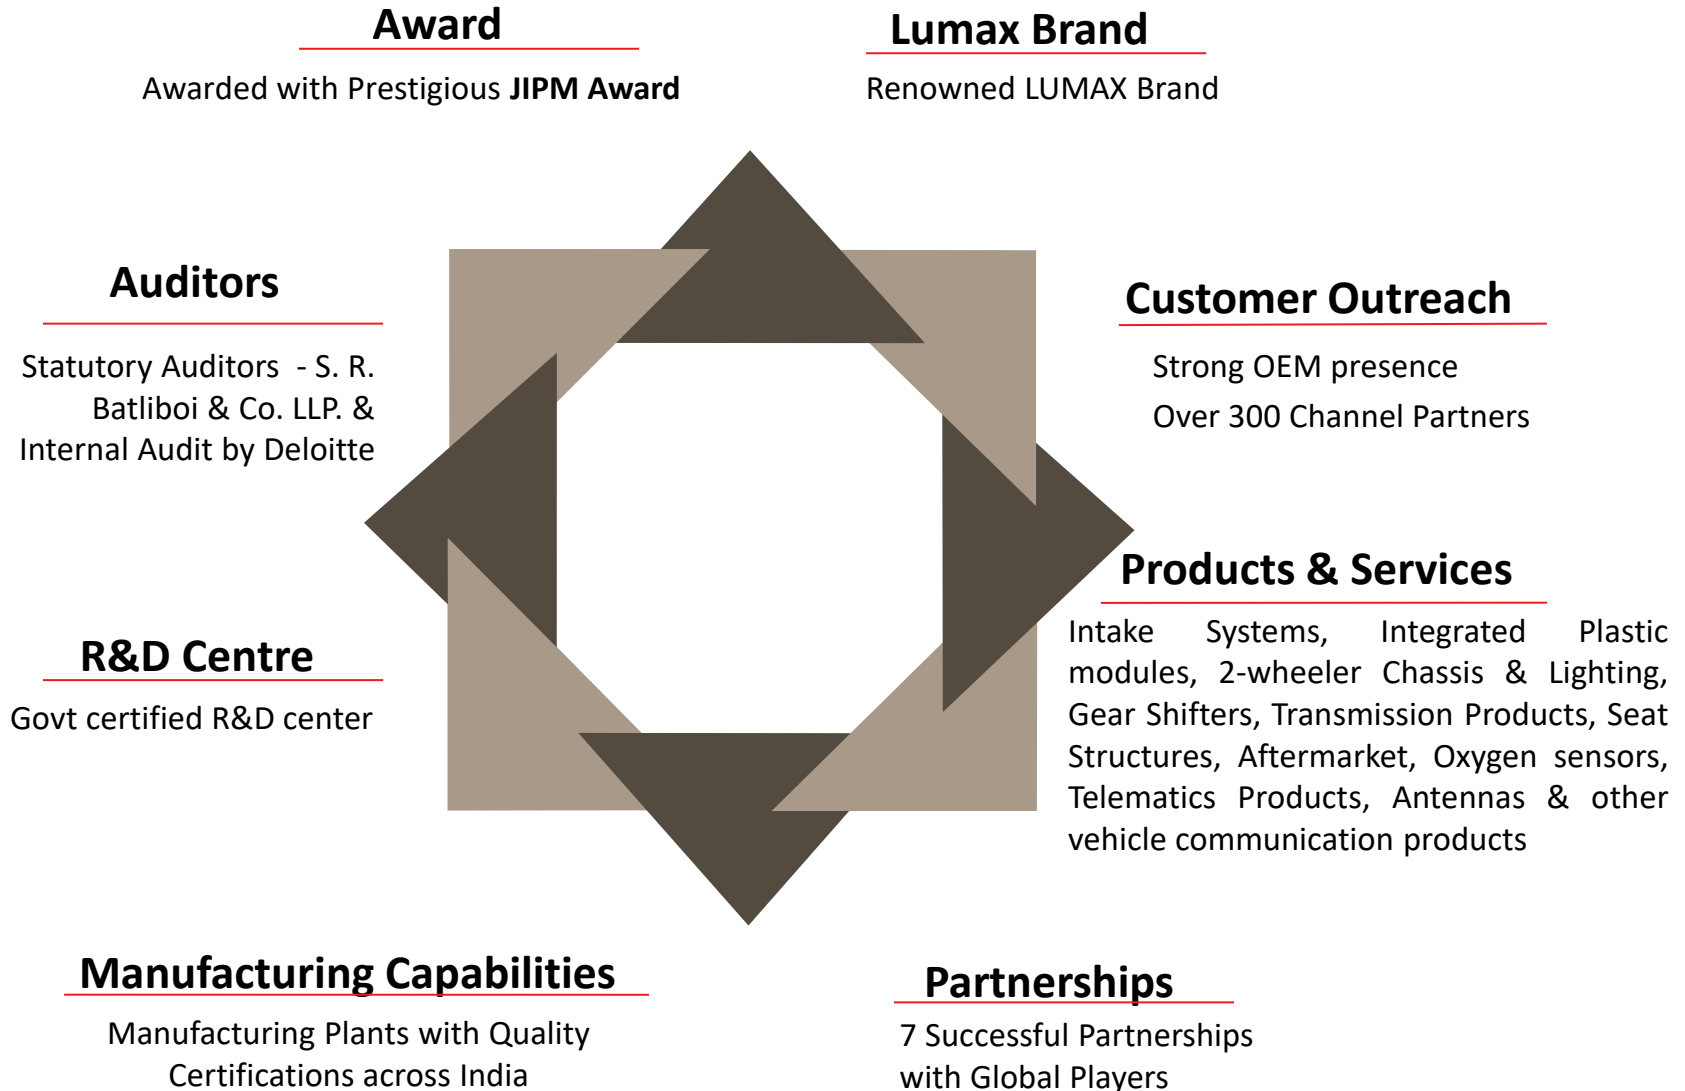 Award
Awarded with Prestigious JIPM Award
Lumax Brand
Renowned LUMAX Brand
Auditors
Statutory Auditors - S. R.
Batliboi & Co. LLP. &
Internal Audit by Deloitte
Customer Outreach
Strong OEM presence
Over 300 Channel Partners
R&D Centre
Govt certified R&D center
Products & Services
Intake Systems, Integrated Plastic
modules, 2-wheeler Chassis & Lighting,
Gear Shifters, Transmission Products, Seat
Structures, Aftermarket, Oxygen sensors,
Telematics Products, Antennas & other
vehicle communication products
Manufacturing Capabilities
Manufacturing Plants with Quality
Certifications across India
Partnerships
7 Successful Partnerships
with Global Players